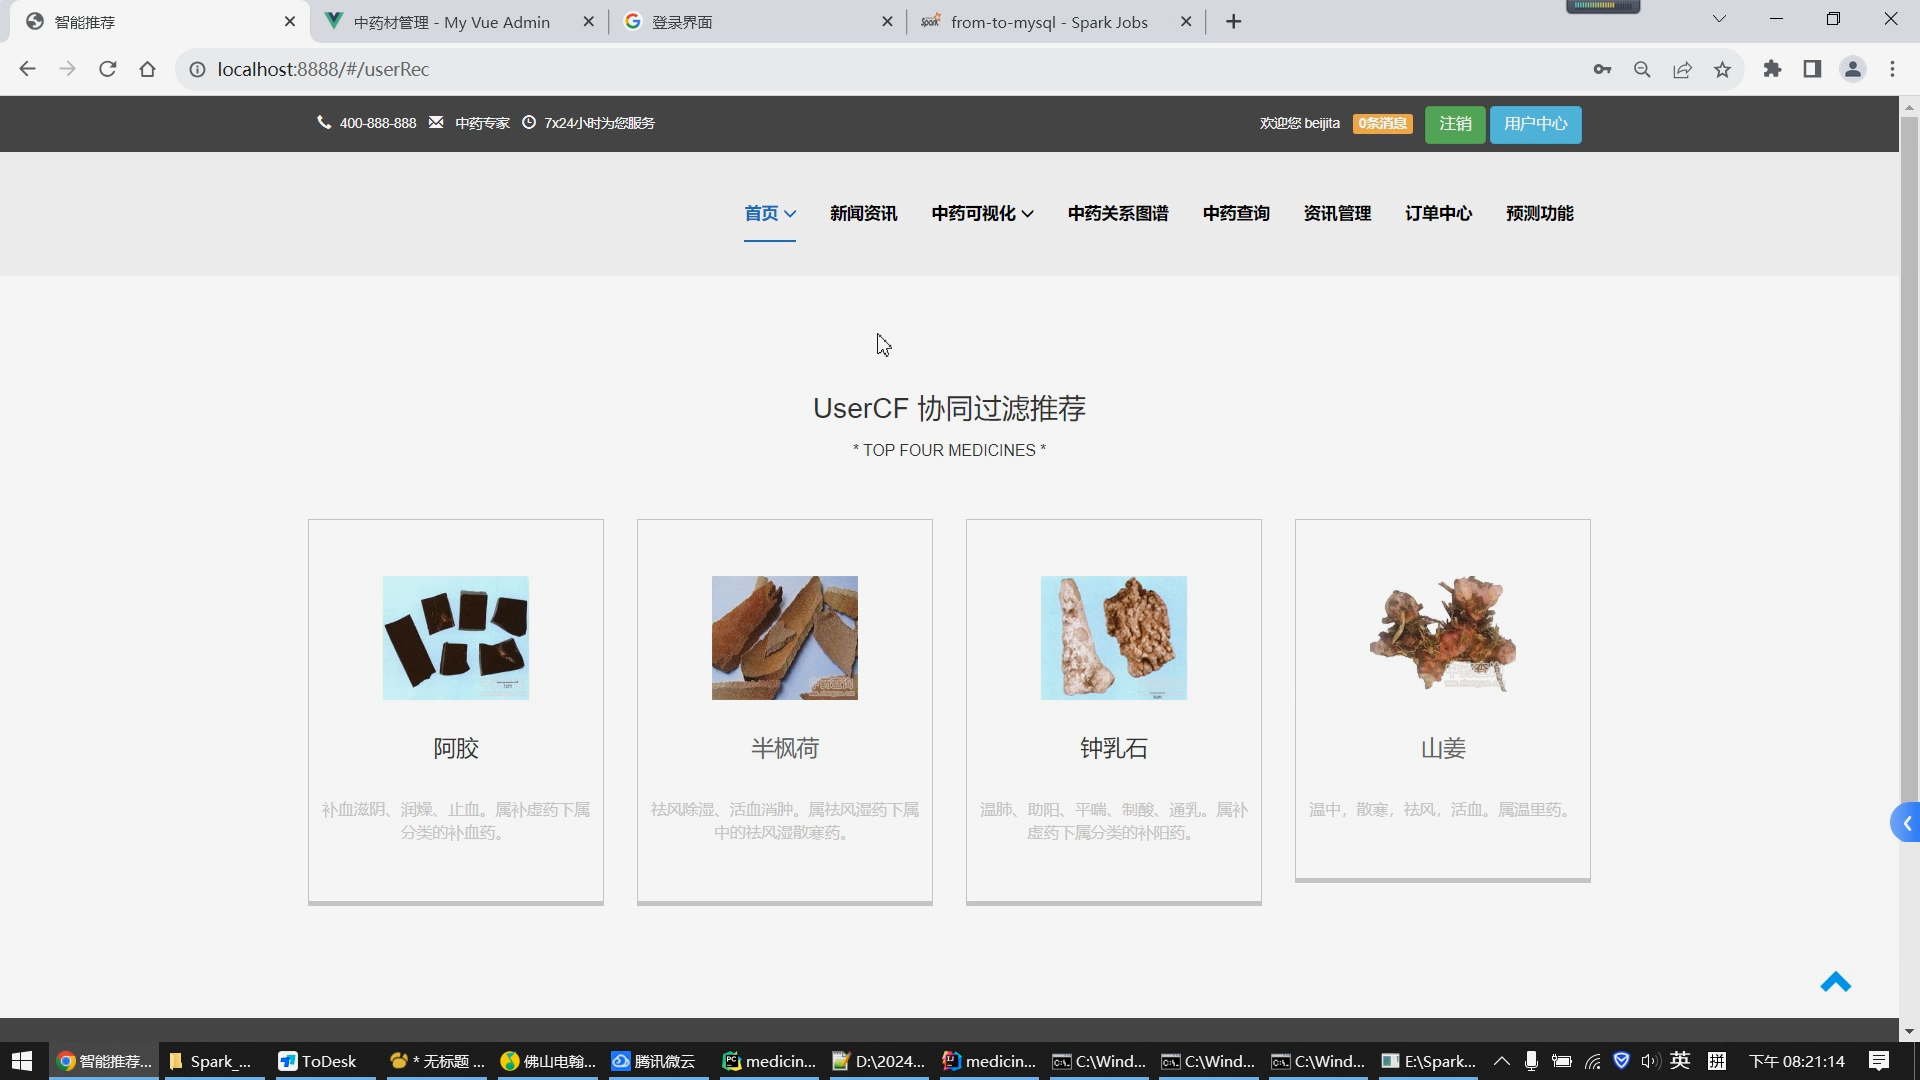 智能推荐
中药材管理 - My Vue Admin
登录界面
from-to-mysql - Spark Jobs
localhost:8888/#/userRec
400-888-888 中药专家 7x24小时为您服务
欢迎您 beijita 0条消息 注销 用户中心
首页 新闻资讯 中药可视化 中药关系图谱 中药查询 资讯管理 订单中心 预测功能
UserCF 协同过滤推荐
* TOP FOUR MEDICINES *
阿胶
补血滋阴、润燥、止血。属补虚药下属
分类的补血药。
半枫荷
祛风除湿、活血消肿。属祛风湿药下属
中的祛风湿散寒药。
钟乳石
温肺、助阳、平喘、制酸、通乳。属补
虚药下属分类的补阳药。
山姜
温中，散寒，祛风，活血。属温里药。
智能推荐... Spark_... ToDesk * 无标题 ... 佛山电翰... 腾讯微云 medicin... D:\2024... medicin... C:\Wind... C:\Wind... C:\Wind... E:\Spark... 英 拼 下午 08:21:14